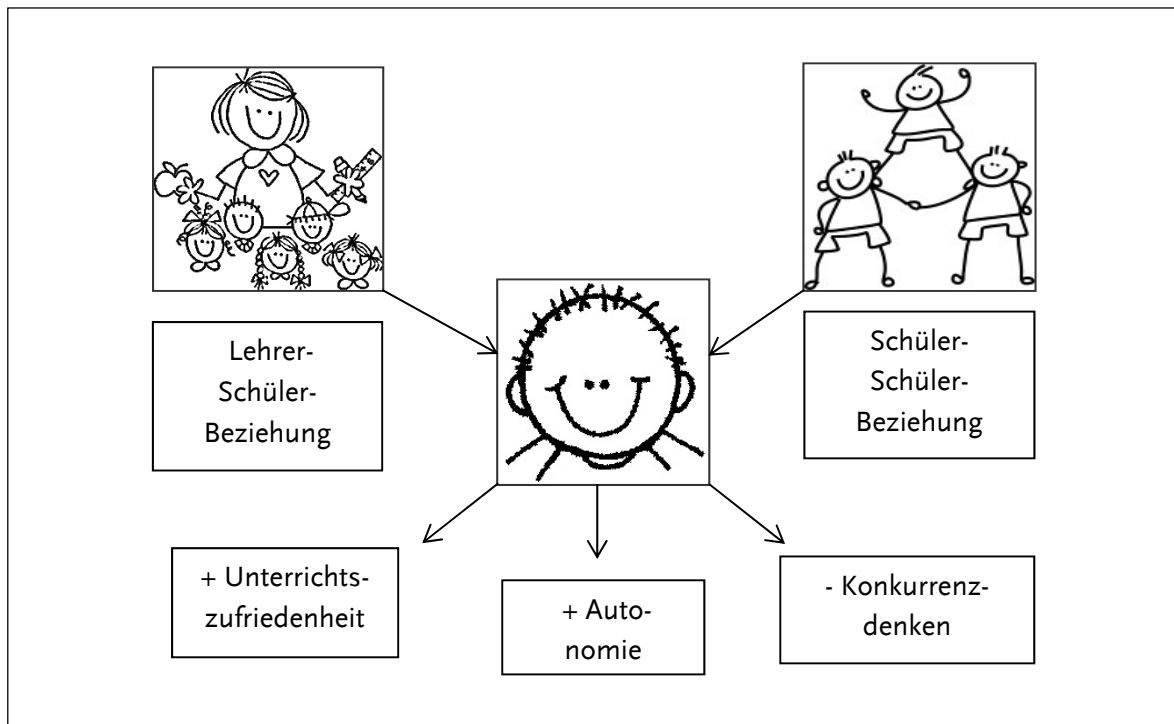 Lehrer-
Schüler-
Beziehung
Schüler-
Schüler-
Beziehung
+ Unterrichts-
zufriedenheit
+ Auto-
nomie
- Konkurrenz-
denken